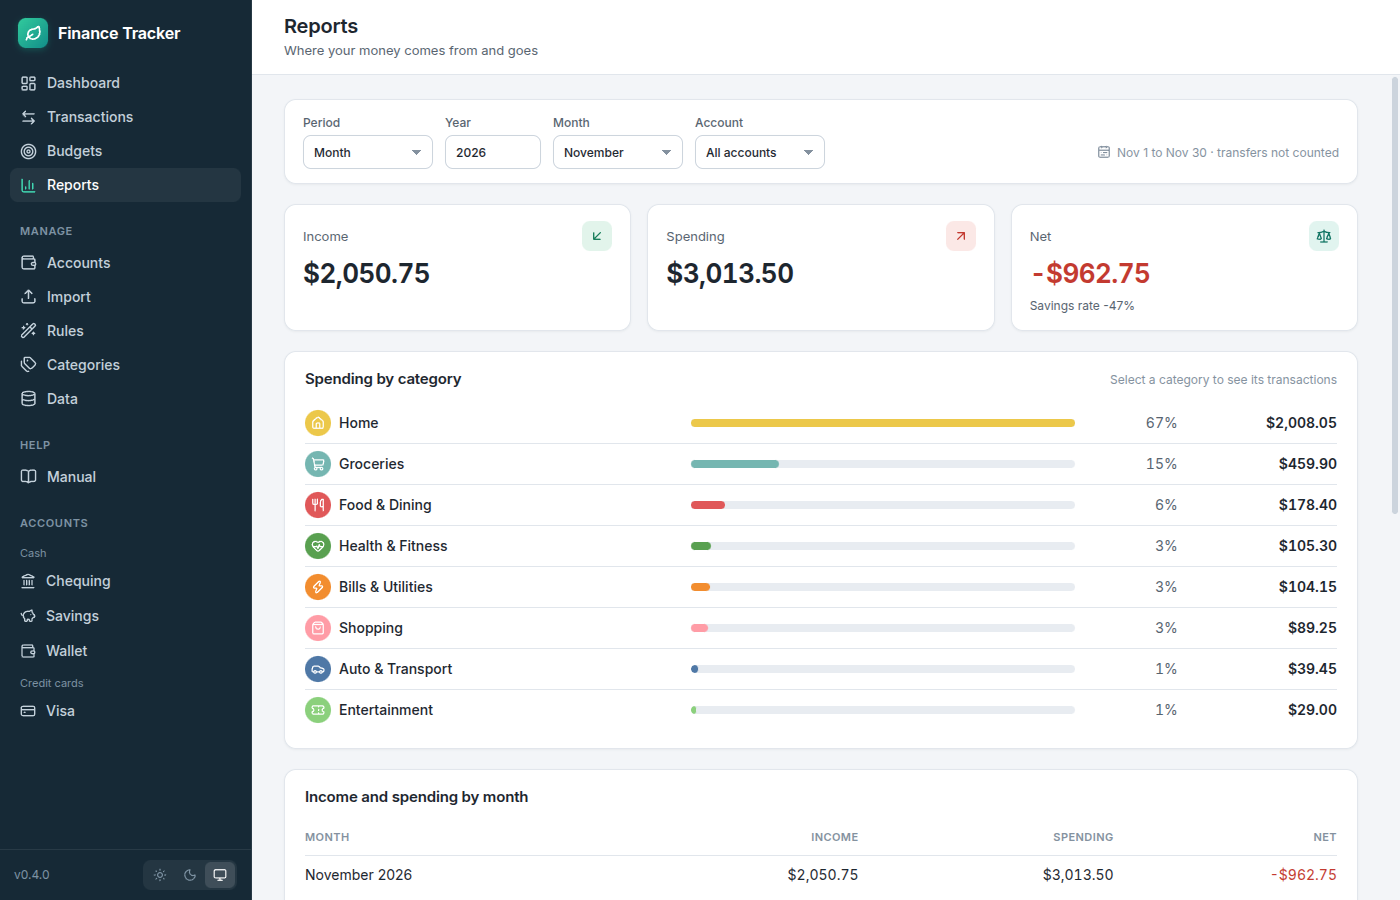 Finance Tracker
Dashboard
Transactions
Budgets
Reports
MANAGE
Accounts
Import
Rules
Categories
Data
HELP
Manual
ACCOUNTS
Cash
Chequing
Savings
Wallet
Credit cards
Visa
v0.4.0
Reports
Where your money comes from and goes
Period Year Month Account
Month 2026 November All accounts Nov 1 to Nov 30 · transfers not counted
Income
$2,050.75
Spending
$3,013.50
Net
-$962.75
Savings rate -47%
Spending by category Select a category to see its transactions
Home 67% $2,008.05
Groceries 15% $459.90
Food & Dining 6% $178.40
Health & Fitness 3% $105.30
Bills & Utilities 3% $104.15
Shopping 3% $89.25
Auto & Transport 1% $39.45
Entertainment 1% $29.00
Income and spending by month
MONTH INCOME SPENDING NET
November 2026 $2,050.75 $3,013.50 -$962.75